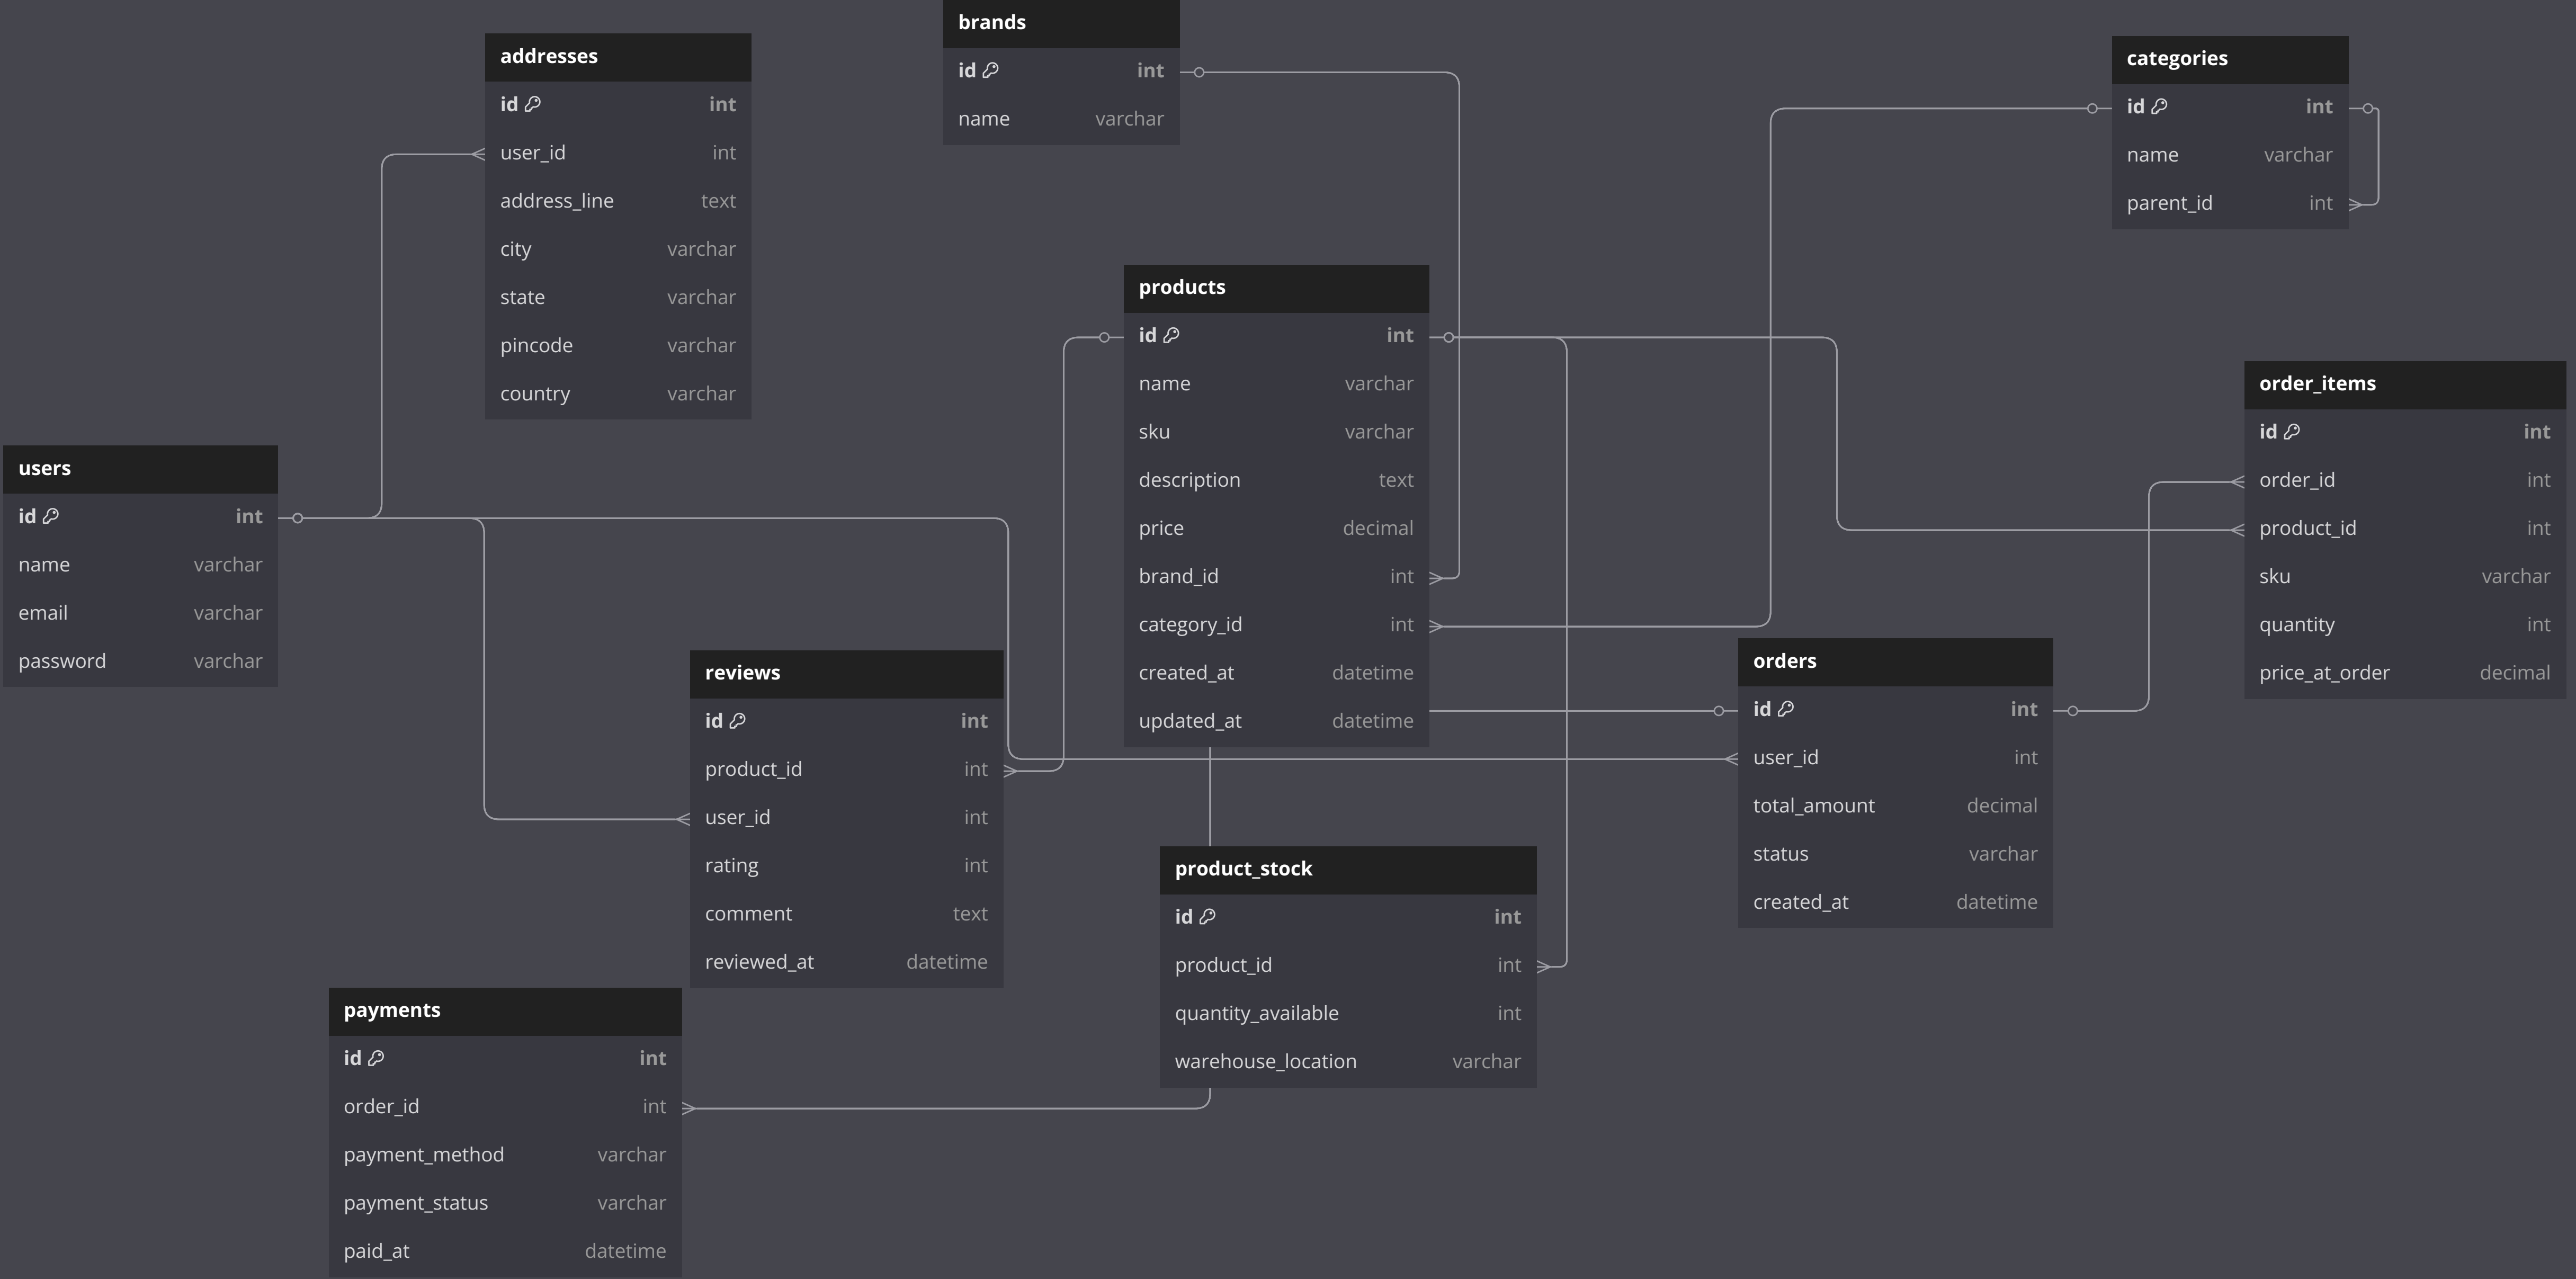 brands
id int
name varchar
addresses
id int
user_id int
address_line text
city varchar
state varchar
pincode varchar
country varchar
categories
id int
name varchar
parent_id int
products
id int
name varchar
sku varchar
description text
price decimal
brand_id int
category_id int
created_at datetime
updated_at datetime
order_items
id int
order_id int
product_id int
sku varchar
quantity int
price_at_order decimal
users
id int
name varchar
email varchar
password varchar
reviews
id int
product_id int
user_id int
rating int
comment text
reviewed_at datetime
orders
id int
user_id int
total_amount decimal
status varchar
created_at datetime
product_stock
id int
product_id int
quantity_available int
warehouse_location varchar
payments
id int
order_id int
payment_method varchar
payment_status varchar
paid_at datetime